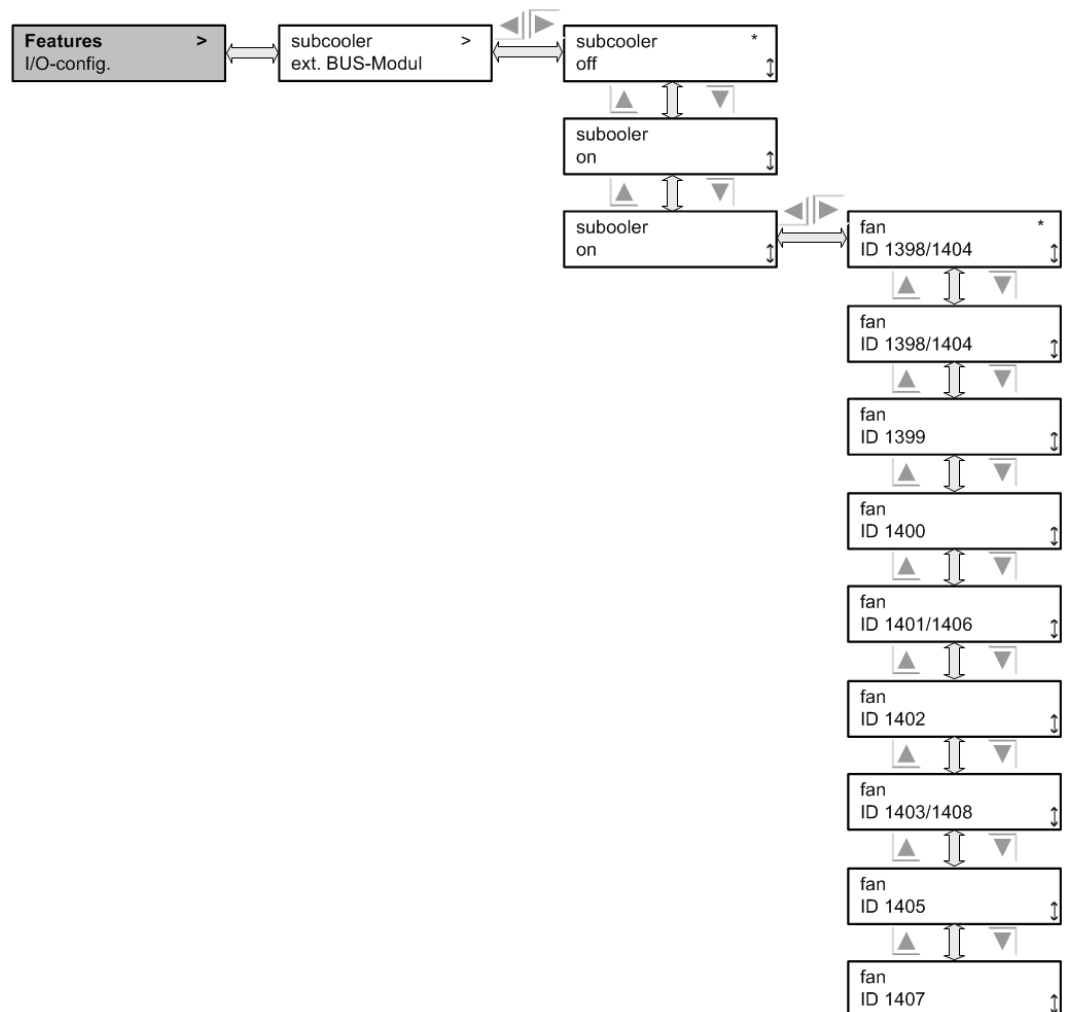 Features >
I/O-config.
subcooler >
ext. BUS-Modul
subcooler *
off
subooler
on
subooler
on
fan *
ID 1398/1404
fan
ID 1398/1404
fan
ID 1399
fan
ID 1400
fan
ID 1401/1406
fan
ID 1402
fan
ID 1403/1408
fan
ID 1405
fan
ID 1407